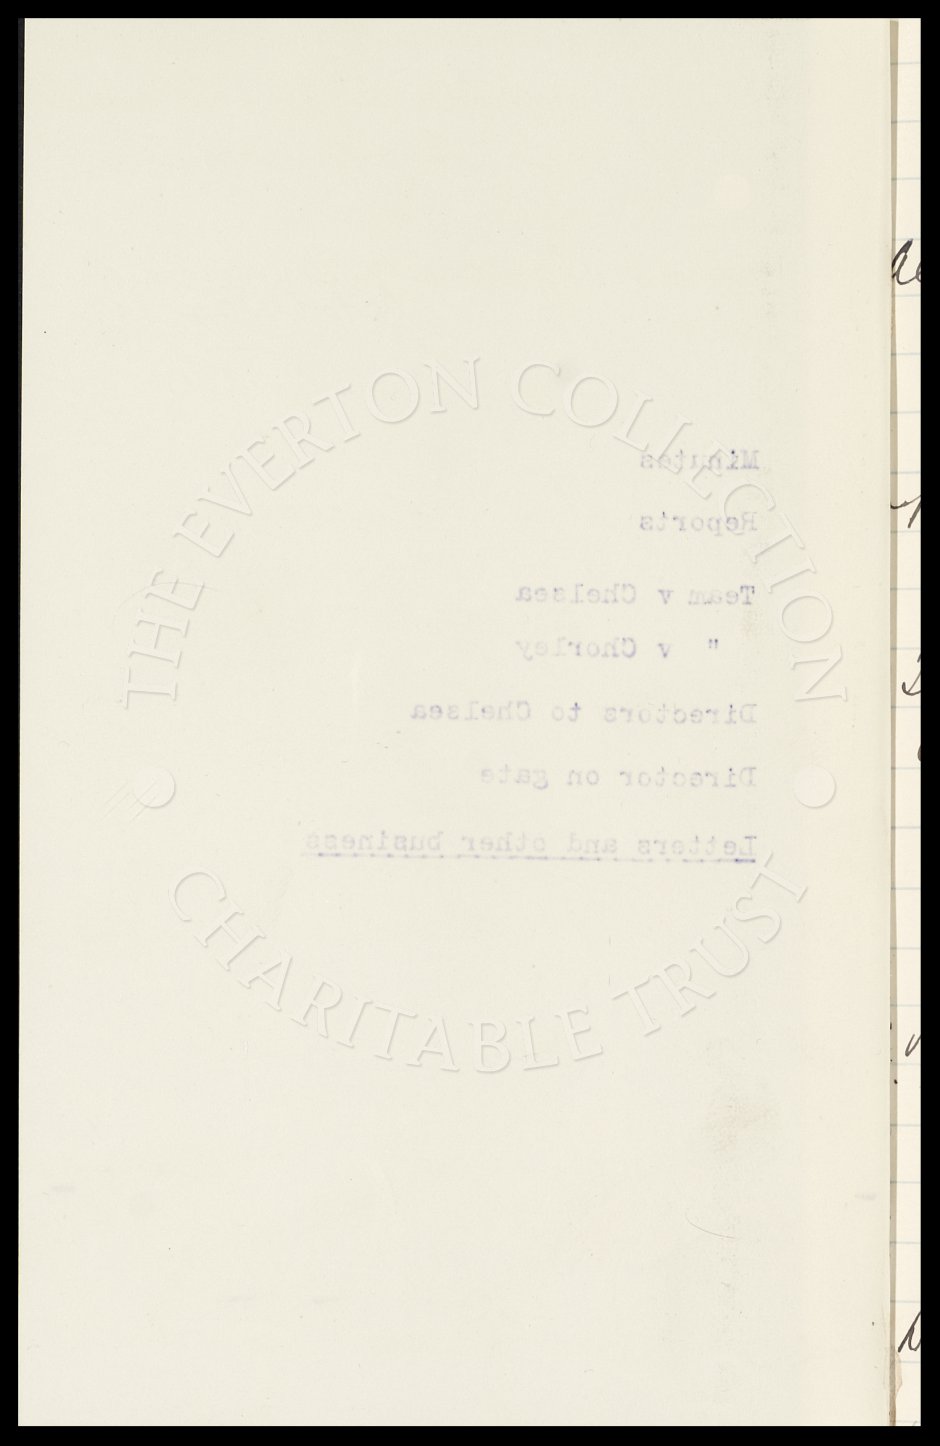 THE EVERTON COLLECTION
CHARITABLE TRUST
Minutes
Reports
Team v Chelsea
" v Chorley
Directors to Chelsea
Director on gate
Letters and other business